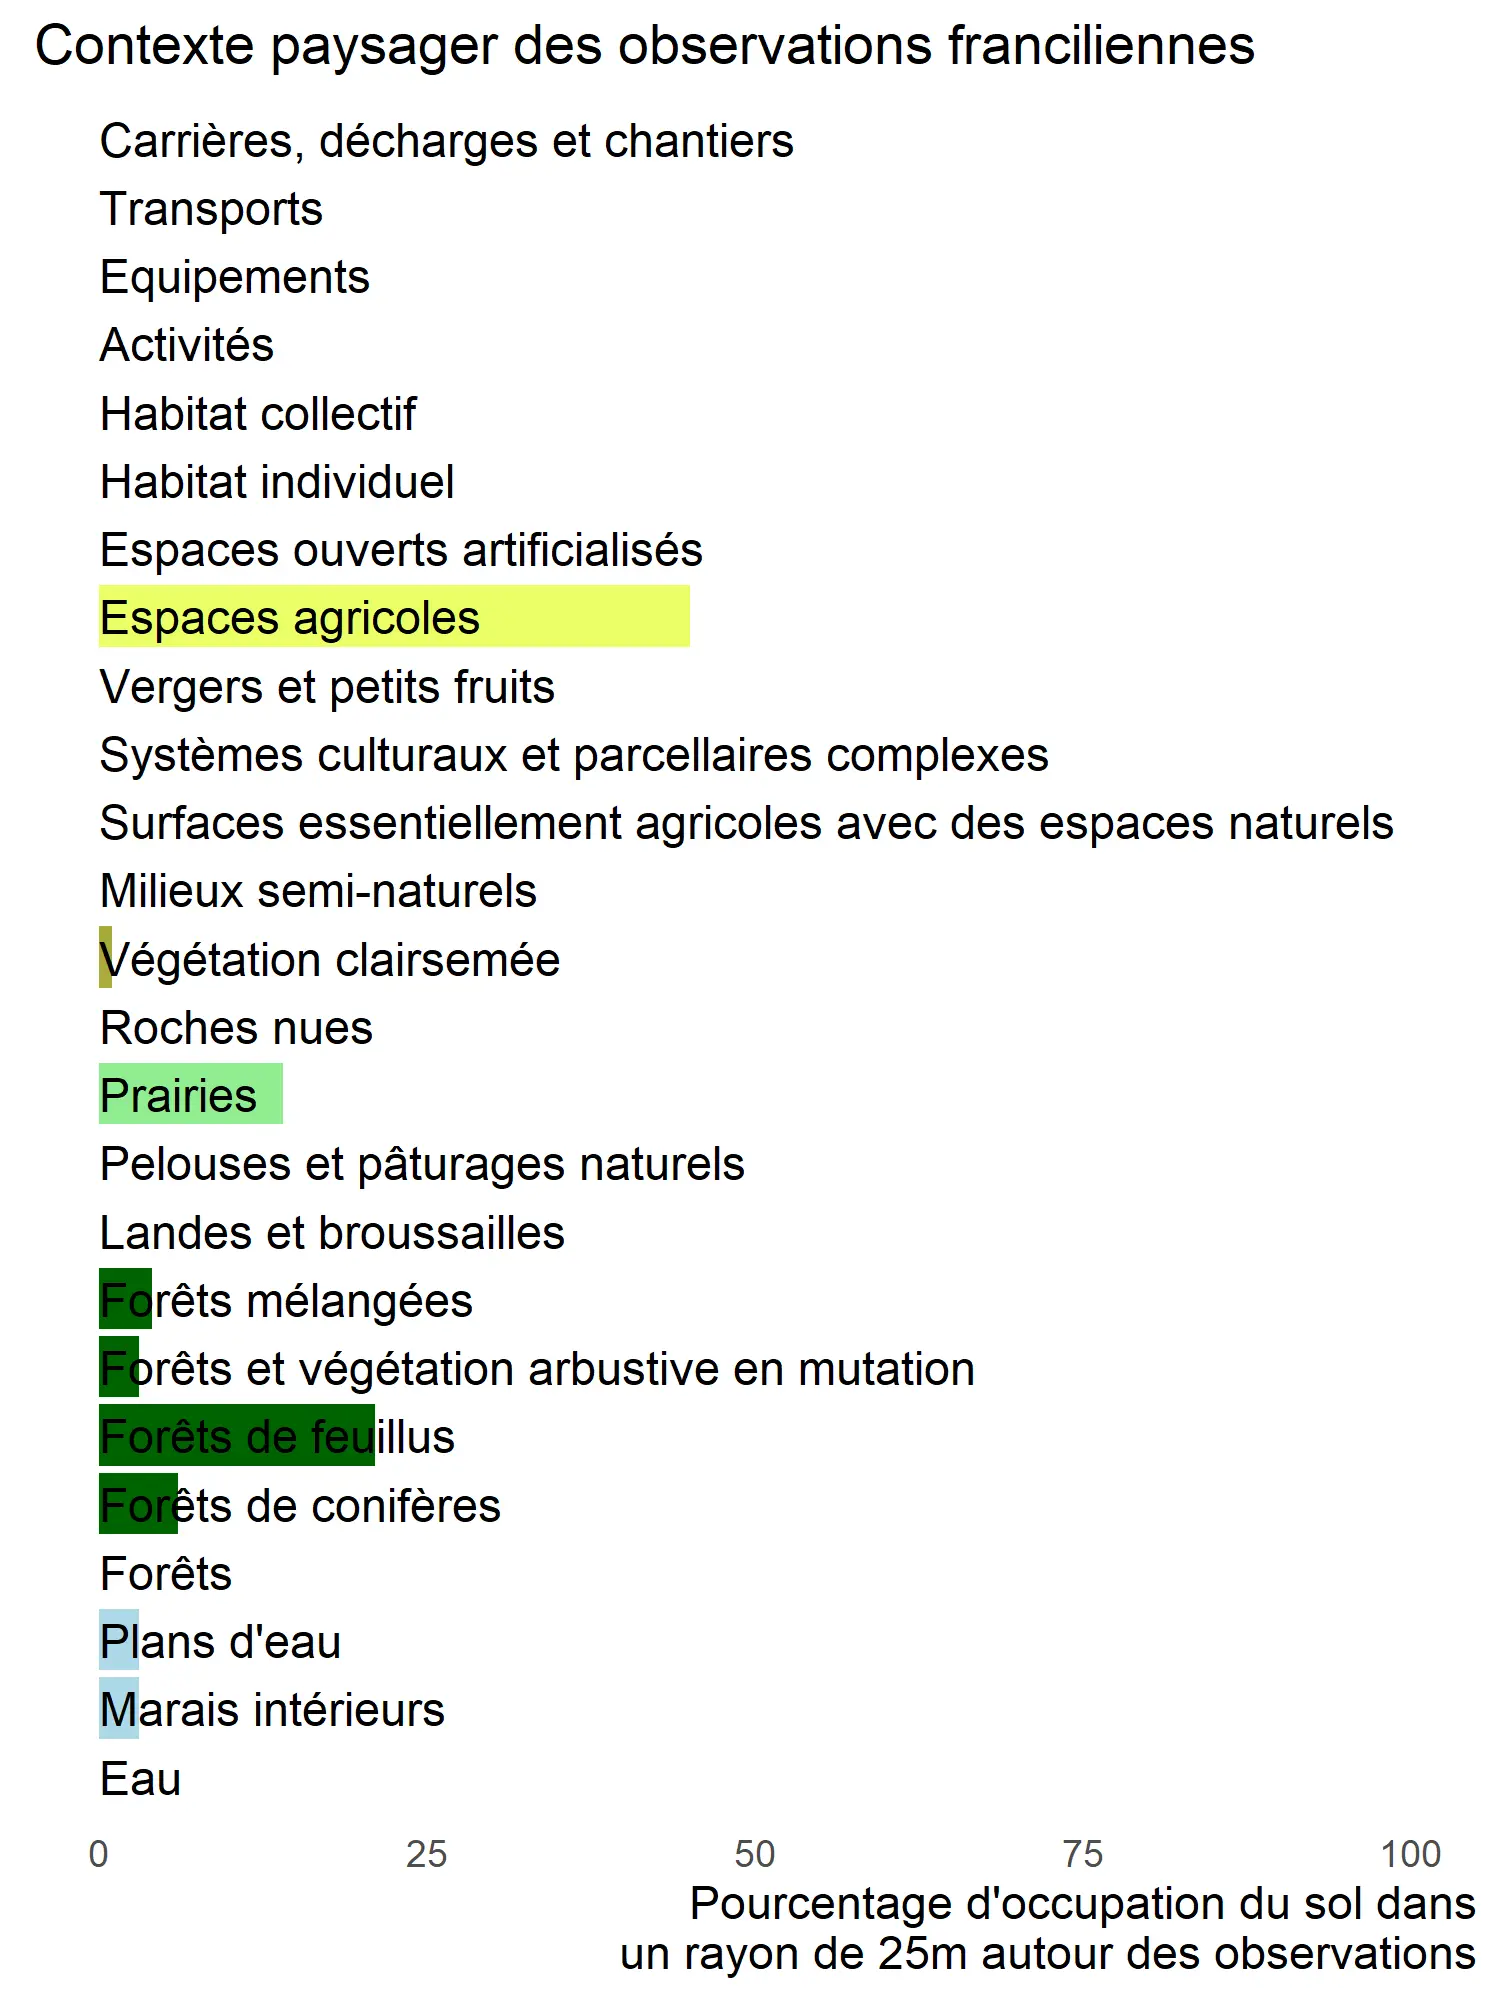 Contexte paysager des observations franciliennes
Carrières, décharges et chantiers
Transports
Equipements
Activités
Habitat collectif
Habitat individuel
Espaces ouverts artificialisés
Espaces agricoles
Vergers et petits fruits
Systèmes culturaux et parcellaires complexes
Surfaces essentiellement agricoles avec des espaces naturels
Milieux semi-naturels
Végétation clairsemée
Roches nues
Prairies
Pelouses et pâturages naturels
Landes et broussailles
Forêts mélangées
Forêts et végétation arbustive en mutation
Forêts de feuillus
Forêts de conifères
Forêts
Plans d'eau
Marais intérieurs
Eau
0 25 50 75 100
Pourcentage d'occupation du sol dans
un rayon de 25m autour des observations